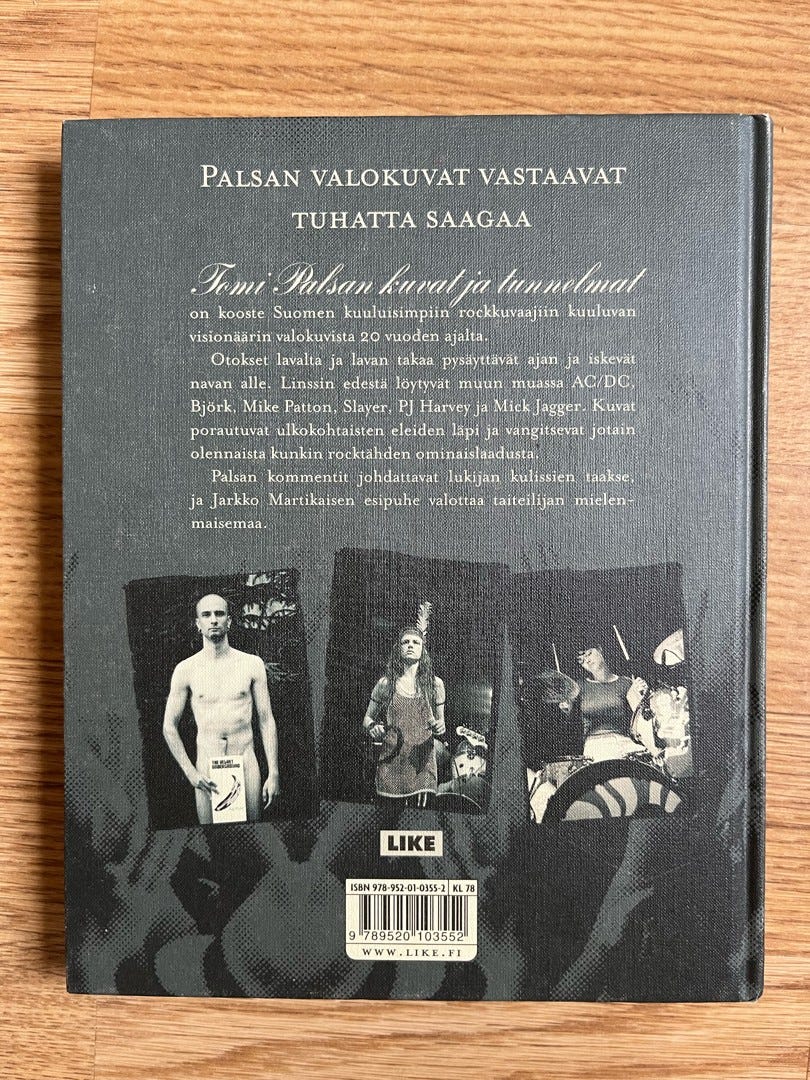 PALSAN VALOKUVAT VASTAAVAT
TUHATTA SAAGAA
Tomi Palsan kuvat ja tunnelmat
on kooste Suomen kuuluisimpiin rockkuvaajiin kuuluvan
visionäärin valokuvista 20 vuoden ajalta.
Otokset lavalta ja lavan takaa pysäyttävät ajan ja iskevät
navan alle. Linssin edestä löytyvät muun muassa AC/DC,
Björk, Mike Patton, Slayer, PJ Harvey ja Mick Jagger. Kuvat
porautuvat ulkokohtaisten eleiden läpi ja vangitsevat jotain
olennaista kunkin rocktähden ominaislaadusta.
Palsan kommentit johdattavat lukijan kulissien taakse,
ja Jarkko Martikaisen esipuhe valottaa taiteilijan mielen-
maisemaa.
THE VELVET
UNDERGROUND
LIKE
ISBN 978-952-01-0355-2 KL 78
9 789520 103552
WWW.LIKE.FI